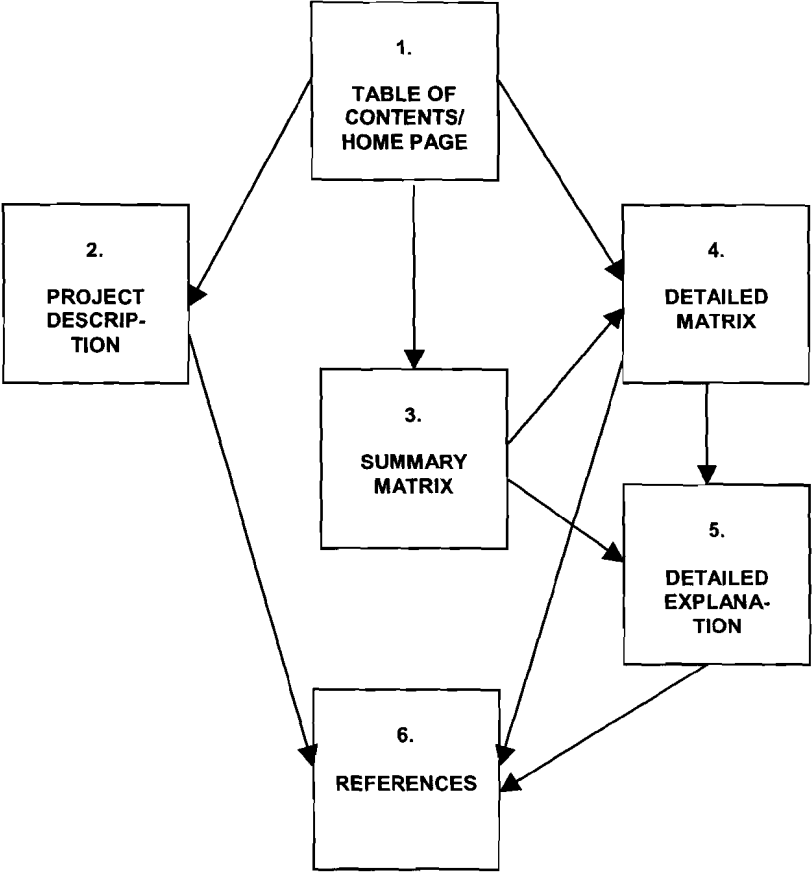 1.
TABLE OF
CONTENTS/
HOME PAGE
2.
PROJECT
DESCRIP-
TION
3.
SUMMARY
MATRIX
4.
DETAILED
MATRIX
5.
DETAILED
EXPLANA-
TION
6.
REFERENCES